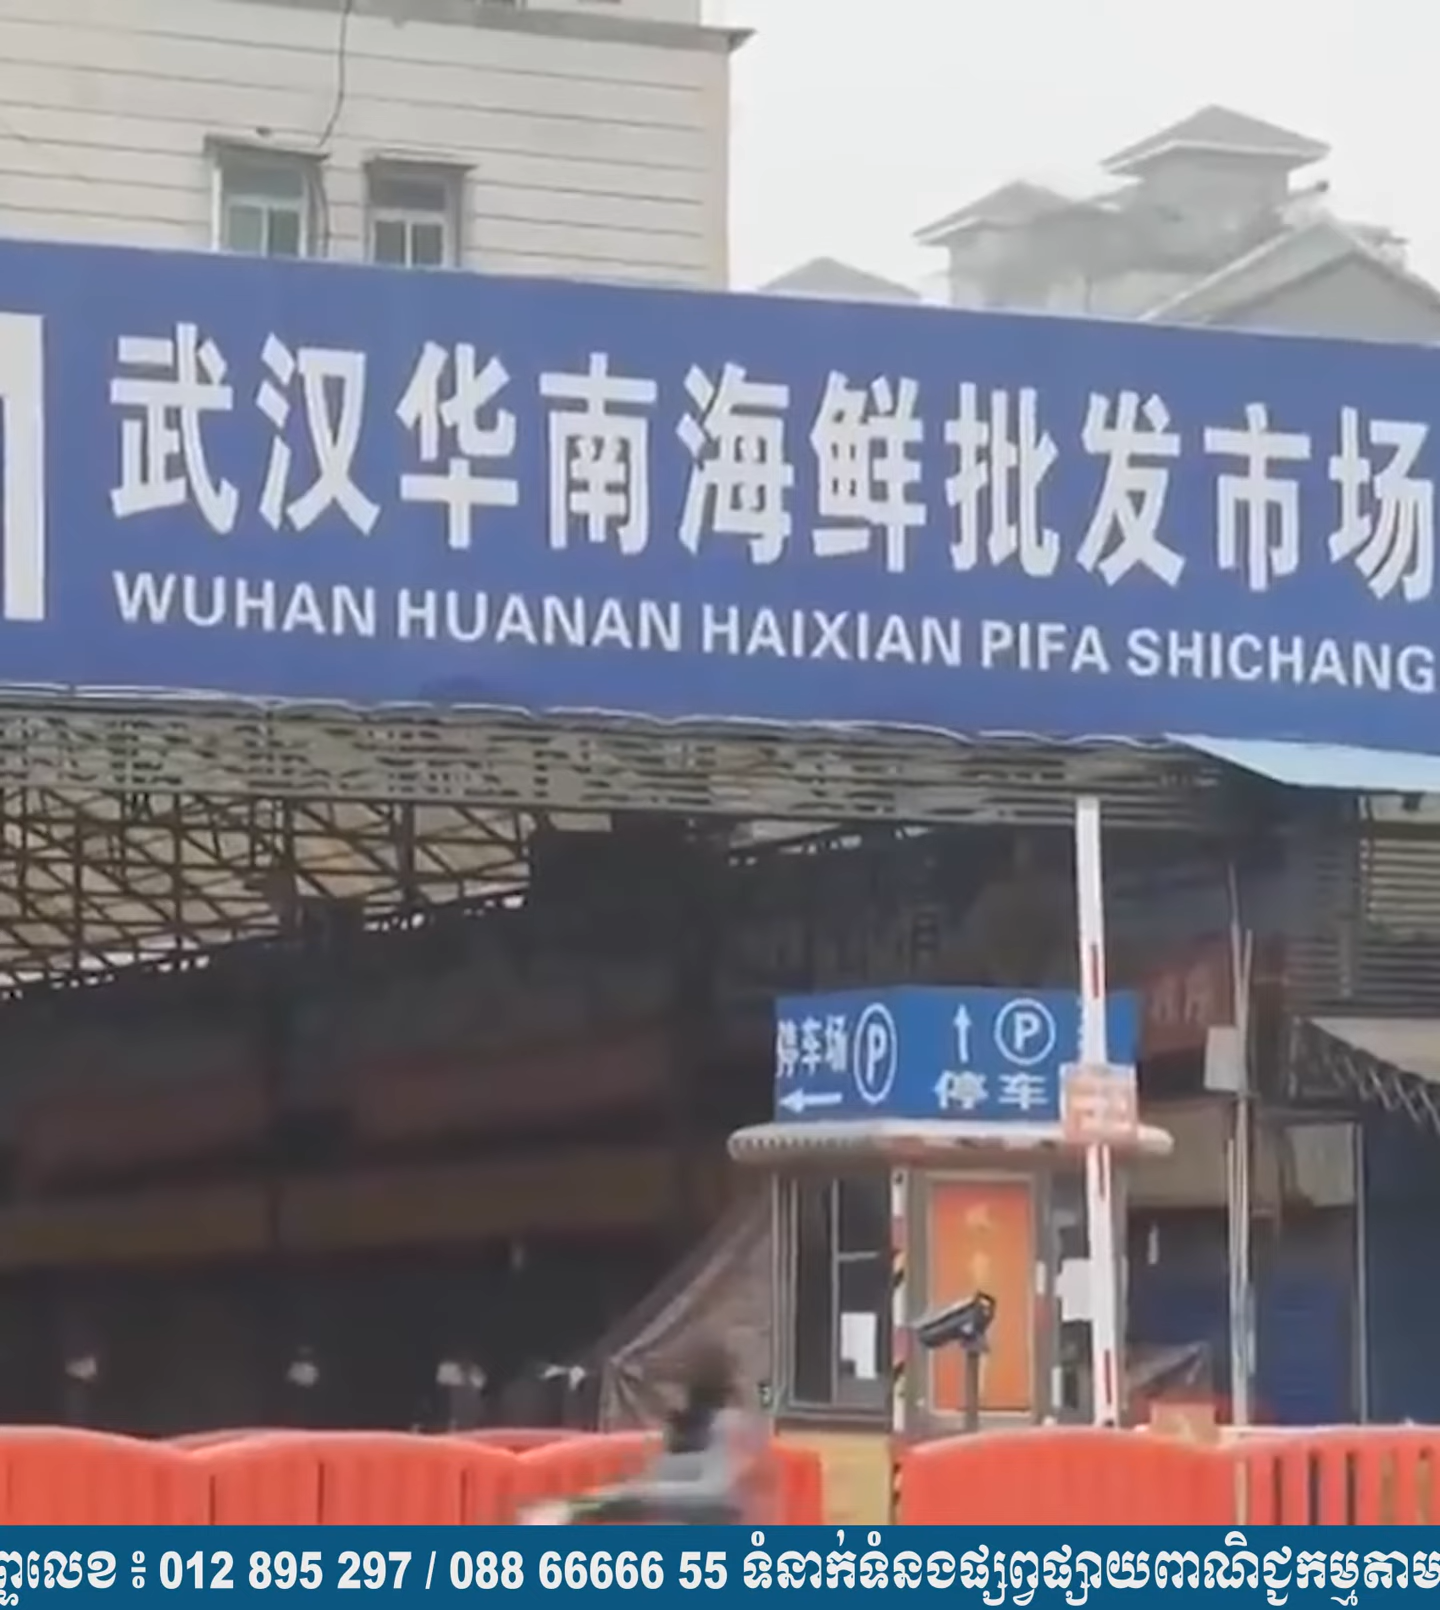 武汉华南海鲜批发市场
WUHAN HUANAN HAIXIAN PIFA SHICHANG
停车场 P
P
停车
លេខ ៖ 012 895 297 / 088 66666 55 ទំនាក់ទំនងផ្សព្វផ្សាយពាណិជ្ជកម្មតាម